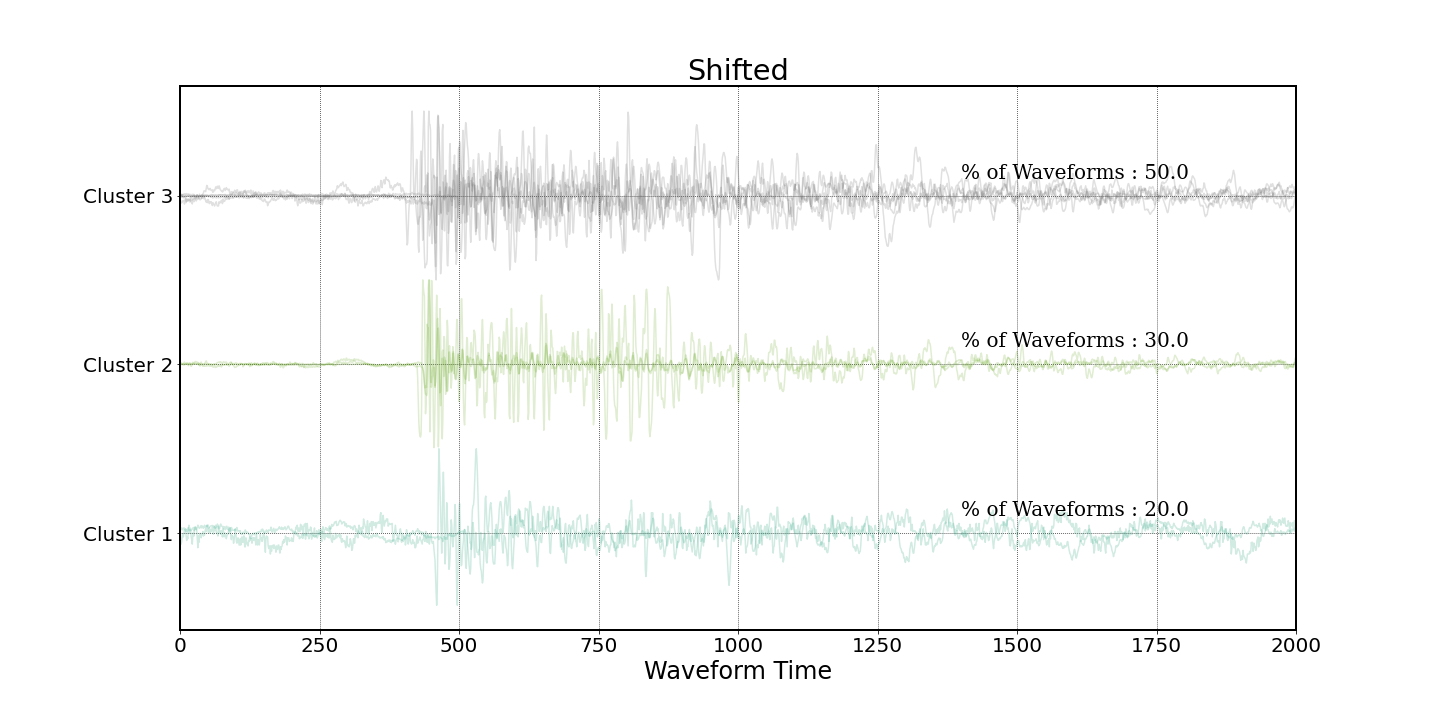 Shifted
Cluster 3
% of Waveforms : 50.0
Cluster 2
% of Waveforms : 30.0
Cluster 1
% of Waveforms : 20.0
0 250 500 750 1000 1250 1500 1750 2000
Waveform Time